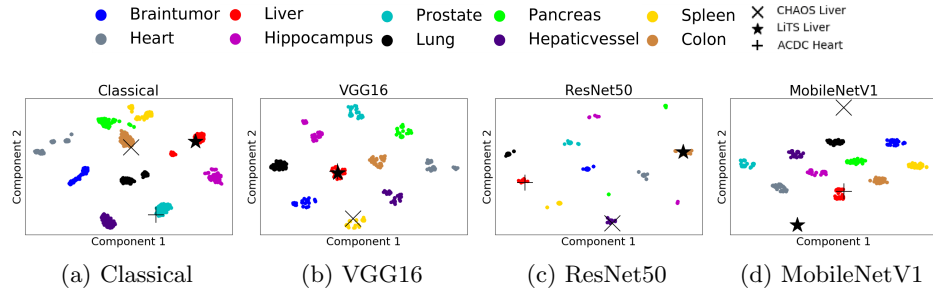 Braintumor Liver Prostate Pancreas Spleen CHAOS Liver
Heart Hippocampus Lung Hepaticvessel Colon LiTS Liver
ACDC Heart
Classical VGG16 ResNet50 MobileNetV1
Component 2 Component 2 Component 2 Component 2
Component 1 Component 1 Component 1 Component 1
(a) Classical (b) VGG16 (c) ResNet50 (d) MobileNetV1